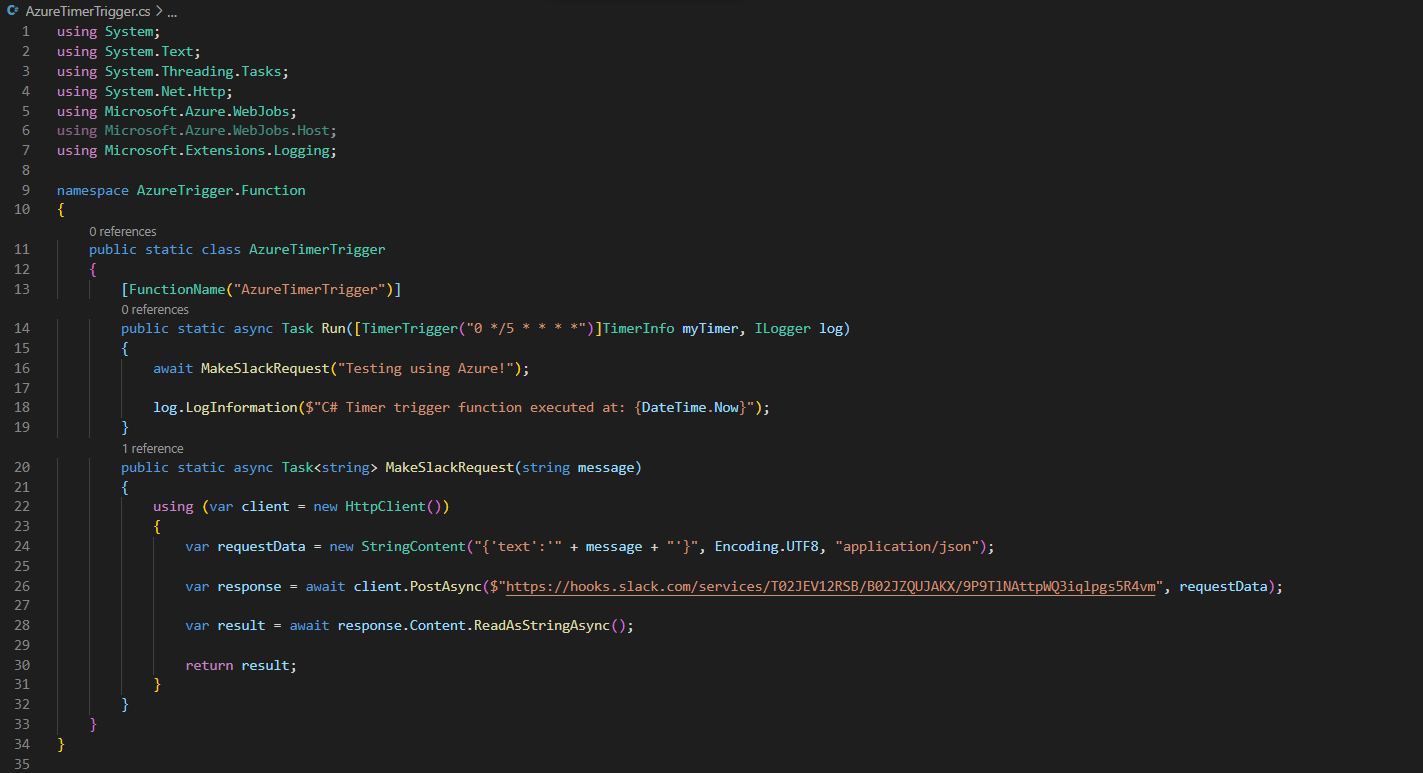 AzureTimerTrigger.cs > ...
1 using System;
2 using System.Text;
3 using System.Threading.Tasks;
4 using System.Net.Http;
5 using Microsoft.Azure.WebJobs;
6 using Microsoft.Azure.WebJobs.Host;
7 using Microsoft.Extensions.Logging;
8
9 namespace AzureTrigger.Function
10 {
0 references
11 public static class AzureTimerTrigger
12 {
13 [FunctionName("AzureTimerTrigger")]
0 references
14 public static async Task Run([TimerTrigger("0 */5 * * * *")]TimerInfo myTimer, ILogger log)
15 {
16 await MakeSlackRequest("Testing using Azure!");
17
18 log.LogInformation($"C# Timer trigger function executed at: {DateTime.Now}");
19 }
1 reference
20 public static async Task<string> MakeSlackRequest(string message)
21 {
22 using (var client = new HttpClient())
23 {
24 var requestData = new StringContent("{'text':'" + message + "'}", Encoding.UTF8, "application/json");
25
26 var response = await client.PostAsync($"https://hooks.slack.com/services/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", requestData);
27
28 var result = await response.Content.ReadAsStringAsync();
29
30 return result;
31 }
32 }
33 }
34 }
35